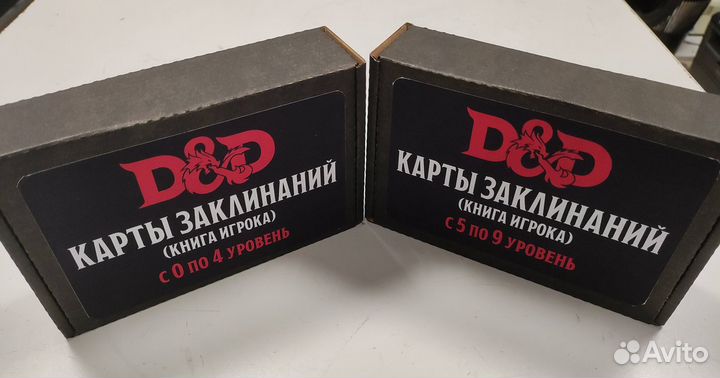 D&D
КАРТЫ ЗАКЛИНАНИЙ
(КНИГА ИГРОКА)
С 0 ПО 4 УРОВЕНЬ
D&D
КАРТЫ ЗАКЛИНАНИЙ
(КНИГА ИГРОКА)
С 5 ПО 9 УРОВЕНЬ
Avito